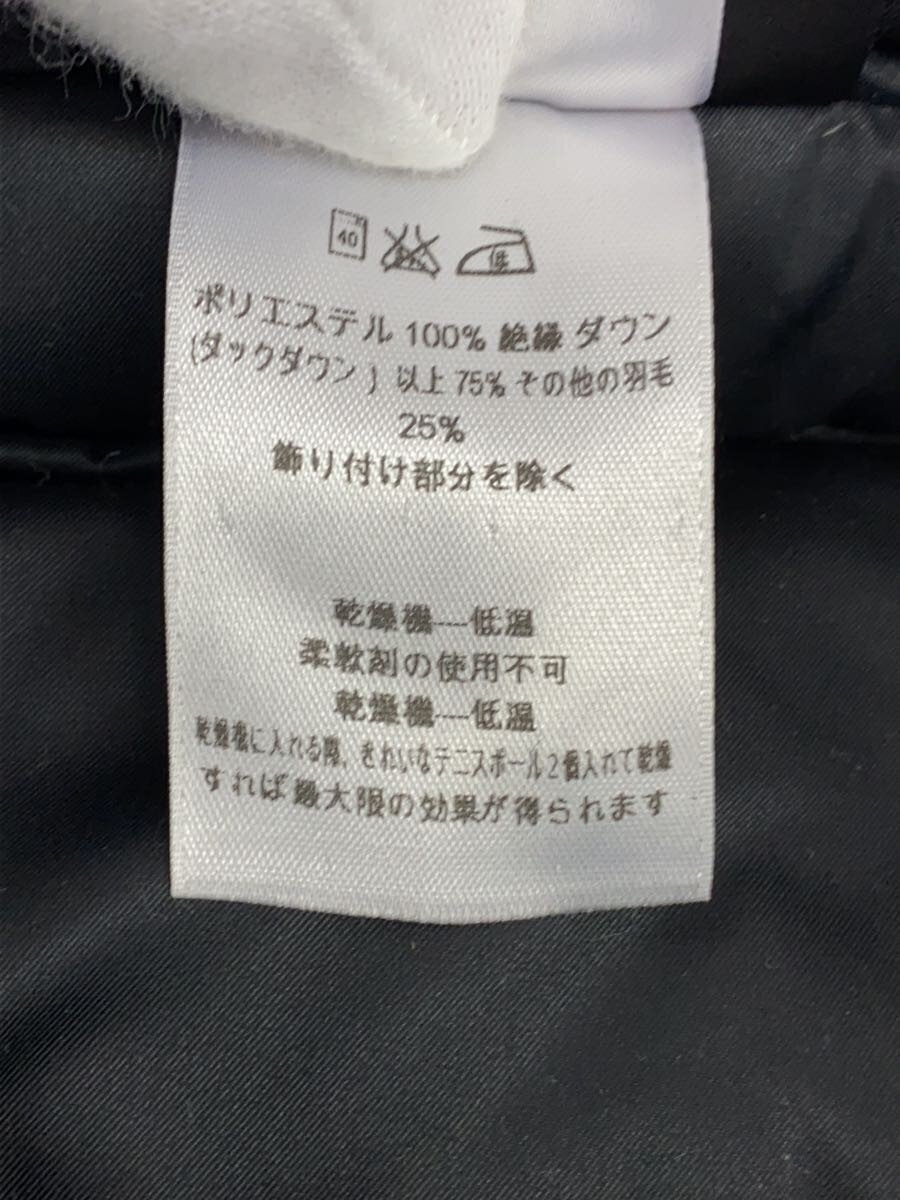 40
低
ポリエステル 100% 絶縁 ダウン
(ダックダウン ) 以上 75% その他の羽毛
25%
飾り付け部分を除く
乾燥機—低温
柔軟剤の使用不可
乾燥機—低温
乾燥機に入れる際、きれいなテニスボール2個入れて乾燥
すれば最大限の効果が得られます